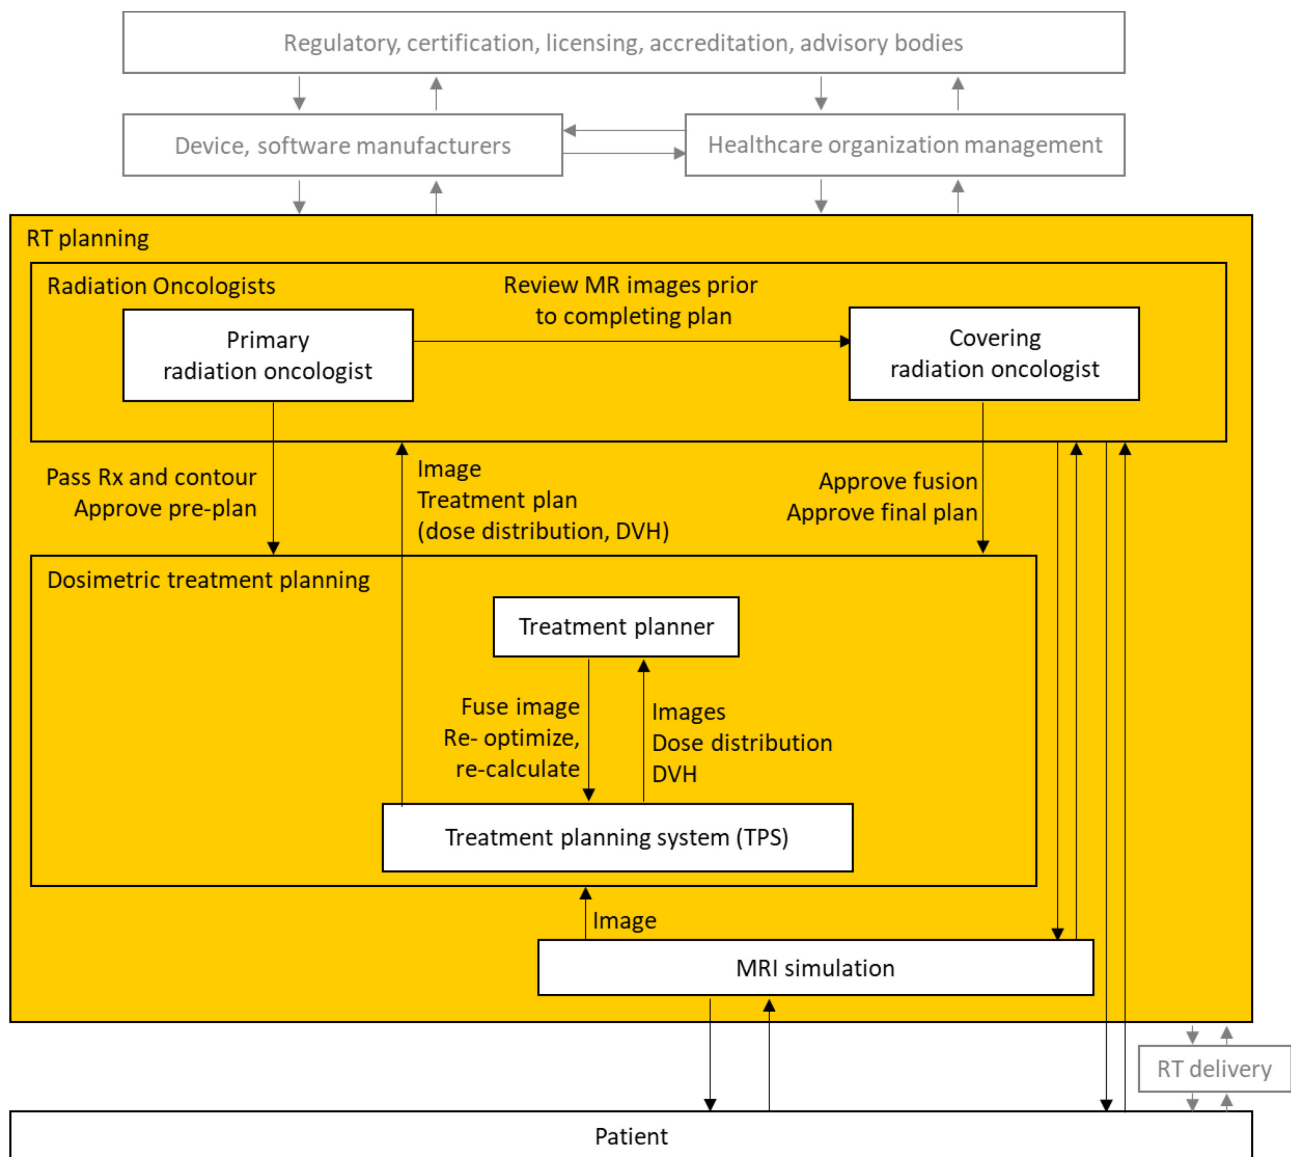 Regulatory, certification, licensing, accreditation, advisory bodies
Device, software manufacturers
Healthcare organization management
RT planning
Radiation Oncologists
Review MR images prior
to completing plan
Primary
radiation oncologist
Covering
radiation oncologist
Pass Rx and contour
Approve pre-plan
Image
Treatment plan
(dose distribution, DVH)
Approve fusion
Approve final plan
Dosimetric treatment planning
Treatment planner
Fuse image
Re- optimize,
re-calculate
Images
Dose distribution
DVH
Treatment planning system (TPS)
Image
MRI simulation
RT delivery
Patient